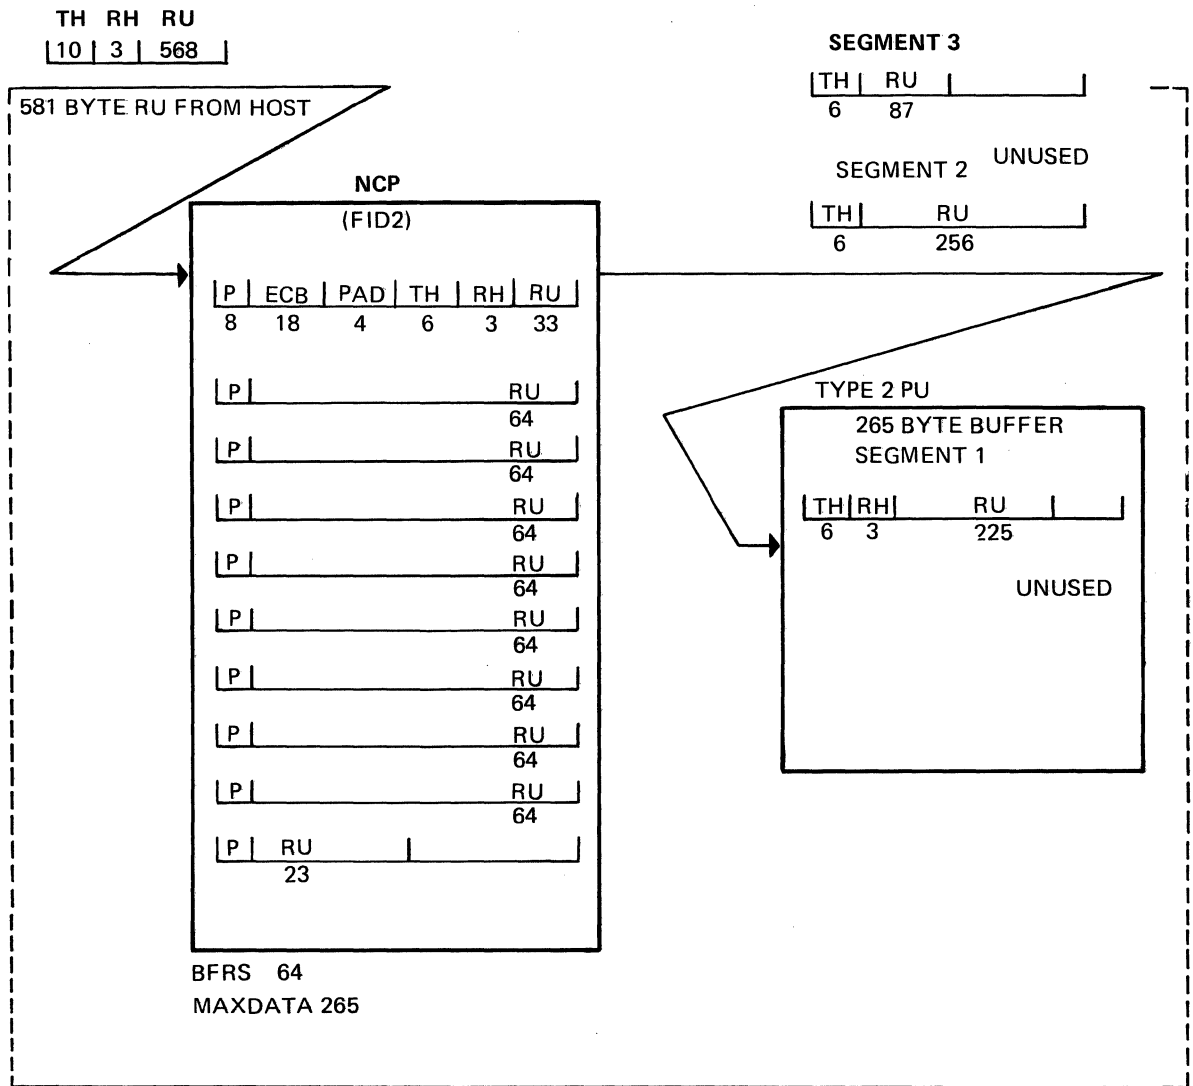 TH RH RU
10 3 568
581 BYTE RU FROM HOST
NCP
(FID2)
P ECB PAD TH RH RU
8 18 4 6 3 33
P RU
64
P RU
64
P RU
64
P RU
64
P RU
64
P RU
64
P RU
64
P RU
64
P RU
23
BFRS 64
MAXDATA 265
SEGMENT 3
TH RU
6 87
UNUSED
SEGMENT 2
TH RU
6 256
TYPE 2 PU
265 BYTE BUFFER
SEGMENT 1
TH RH RU
6 3 225
UNUSED